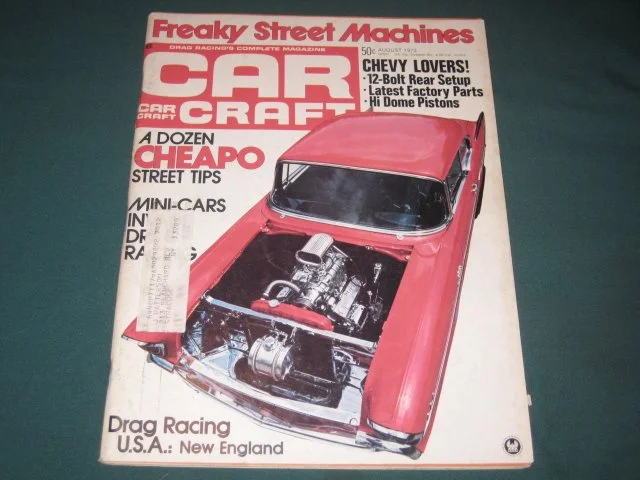 Freaky Street Machines
DRAG RACING'S COMPLETE MAGAZINE
50¢ AUGUST 1973
CAR
CAR CRAFT
CRAFT
CHEVY LOVERS!
· 12-Bolt Rear Setup
· Latest Factory Parts
· Hi Dome Pistons
A DOZEN
CHEAPO
STREET TIPS
MINI-CARS
Drag Racing
U.S.A.: New England